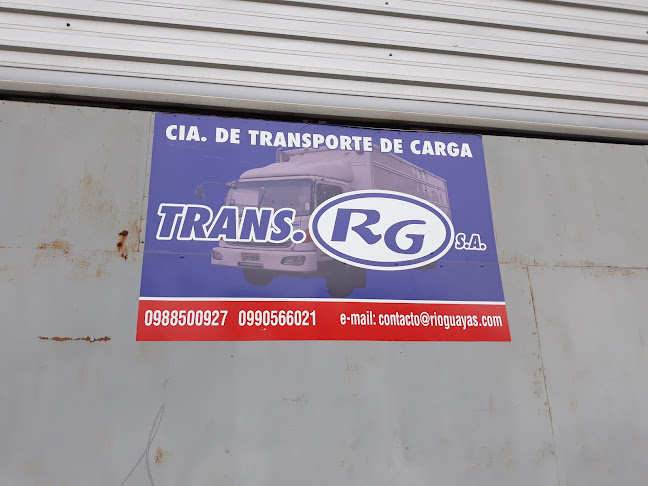 CIA. DE TRANSPORTE DE CARGA
TRANS. RG S.A.
0988500927 0990566021 e-mail: contacto@rioguayas.com